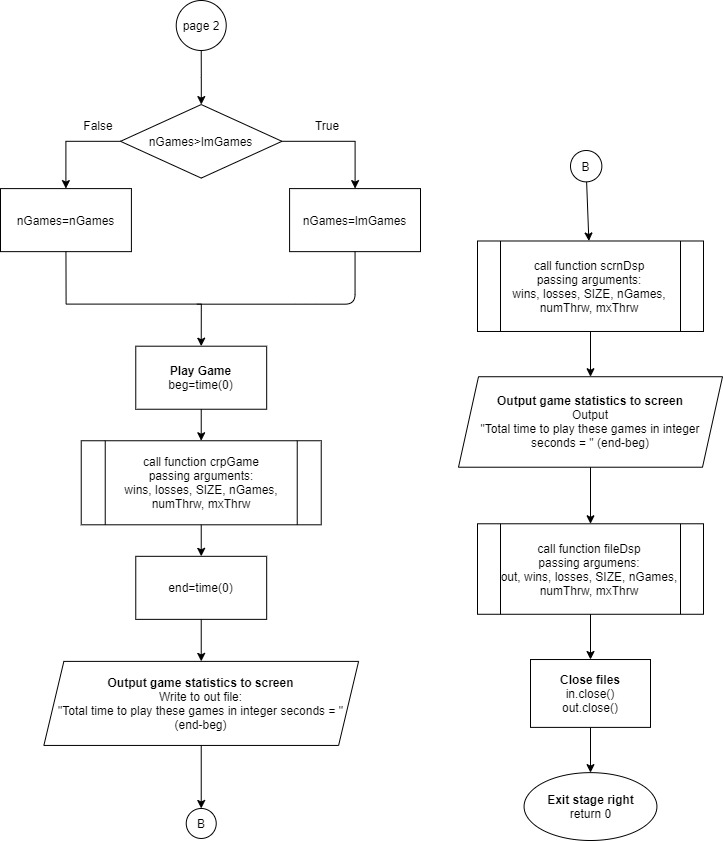 page 2
nGames>lmGames
False
True
nGames=nGames
nGames=lmGames
Play Game
beg=time(0)
call function crpGame
passing arguments:
wins, losses, SIZE, nGames,
numThrw, mxThrw
end=time(0)
Output game statistics to screen
Write to out file:
"Total time to play these games in integer seconds = "
(end-beg)
B
B
call function scrnDsp
passing arguments:
wins, losses, SIZE, nGames,
numThrw, mxThrw
Output game statistics to screen
Output
"Total time to play these games in integer
seconds = " (end-beg)
call function fileDsp
passing argumens:
out, wins, losses, SIZE, nGames,
numThrw, mxThrw
Close files
in.close()
out.close()
Exit stage right
return 0